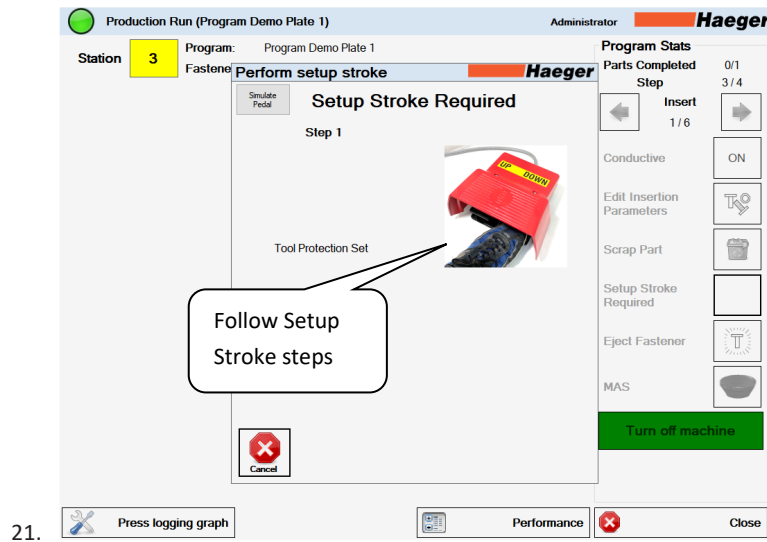 Production Run (Program Demo Plate 1)
Administrator
Haeger
Station
3
Program: Program Demo Plate 1
Fastene
Perform setup stroke
Haeger
Simulate
Pedal
Setup Stroke Required
Step 1
UP DOWN
Tool Protection Set
Follow Setup
Stroke steps
Cancel
Program Stats
Parts Completed 0/1
Step 3 / 4
Insert
1 / 6
Conductive ON
Edit Insertion
Parameters
Scrap Part
Setup Stroke
Required
Eject Fastener
MAS
Turn off machine
21.
Press logging graph
Performance
Close